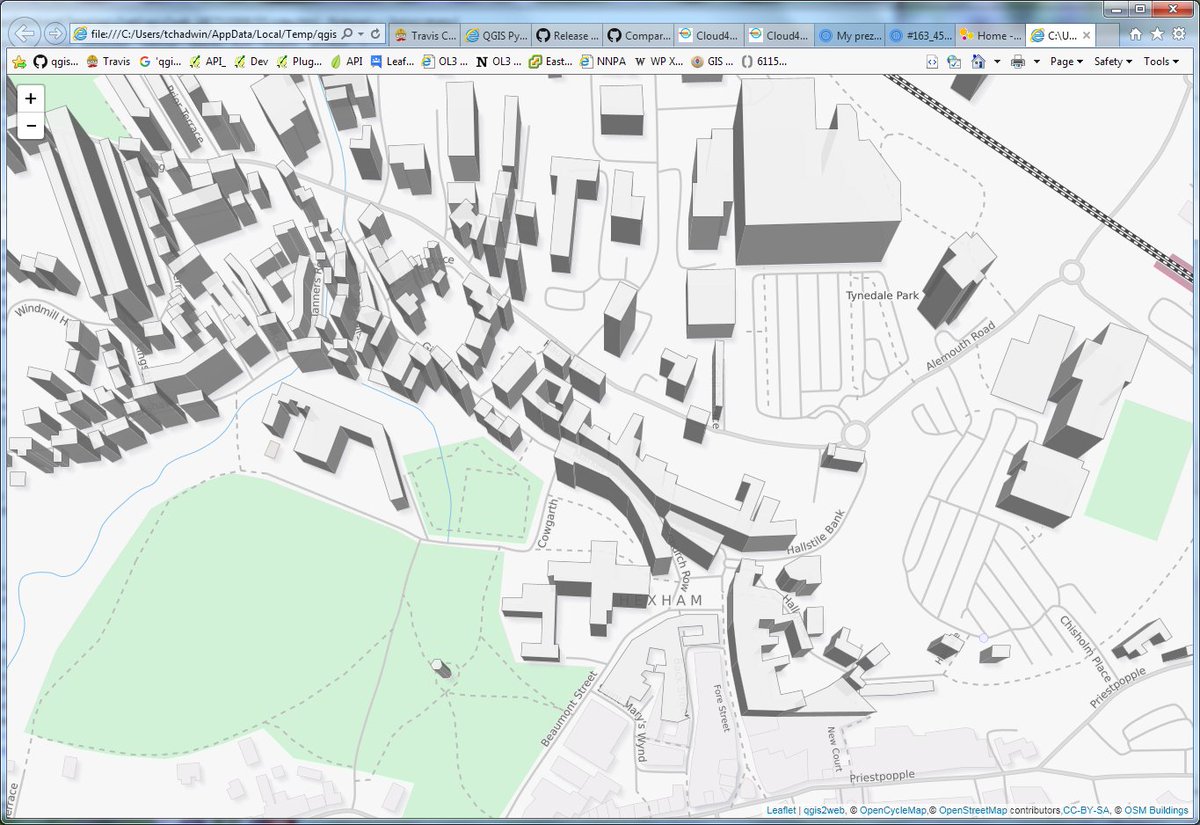 file:///C:/Users/tchadwin/AppData/Local/Temp/qgis
Travis C...
QGIS Py...
Release ...
Compar...
Cloud4...
Cloud4...
My prez...
#163_45...
Home -...
C:\U...
qgis...
Travis
'qgi...
API_
Dev
Plug...
API
Leaf...
OL3 ...
OL3 ...
East...
NNPA
WP X...
GIS ...
6115...
Page
Safety
Tools
+
−
Prior Terrace
Windmill H
Tynedale Park
Alemouth Road
Cowgarth
Hallstile Bank
HEXHAM
Chisholm Place
Priestpopple
Beaumont Street
Mary's Wynd
Fore Street
New Court
Priestpopple
Leaflet | qgis2web, © OpenCycleMap,© OpenStreetMap contributors,CC-BY-SA, © OSM Buildings